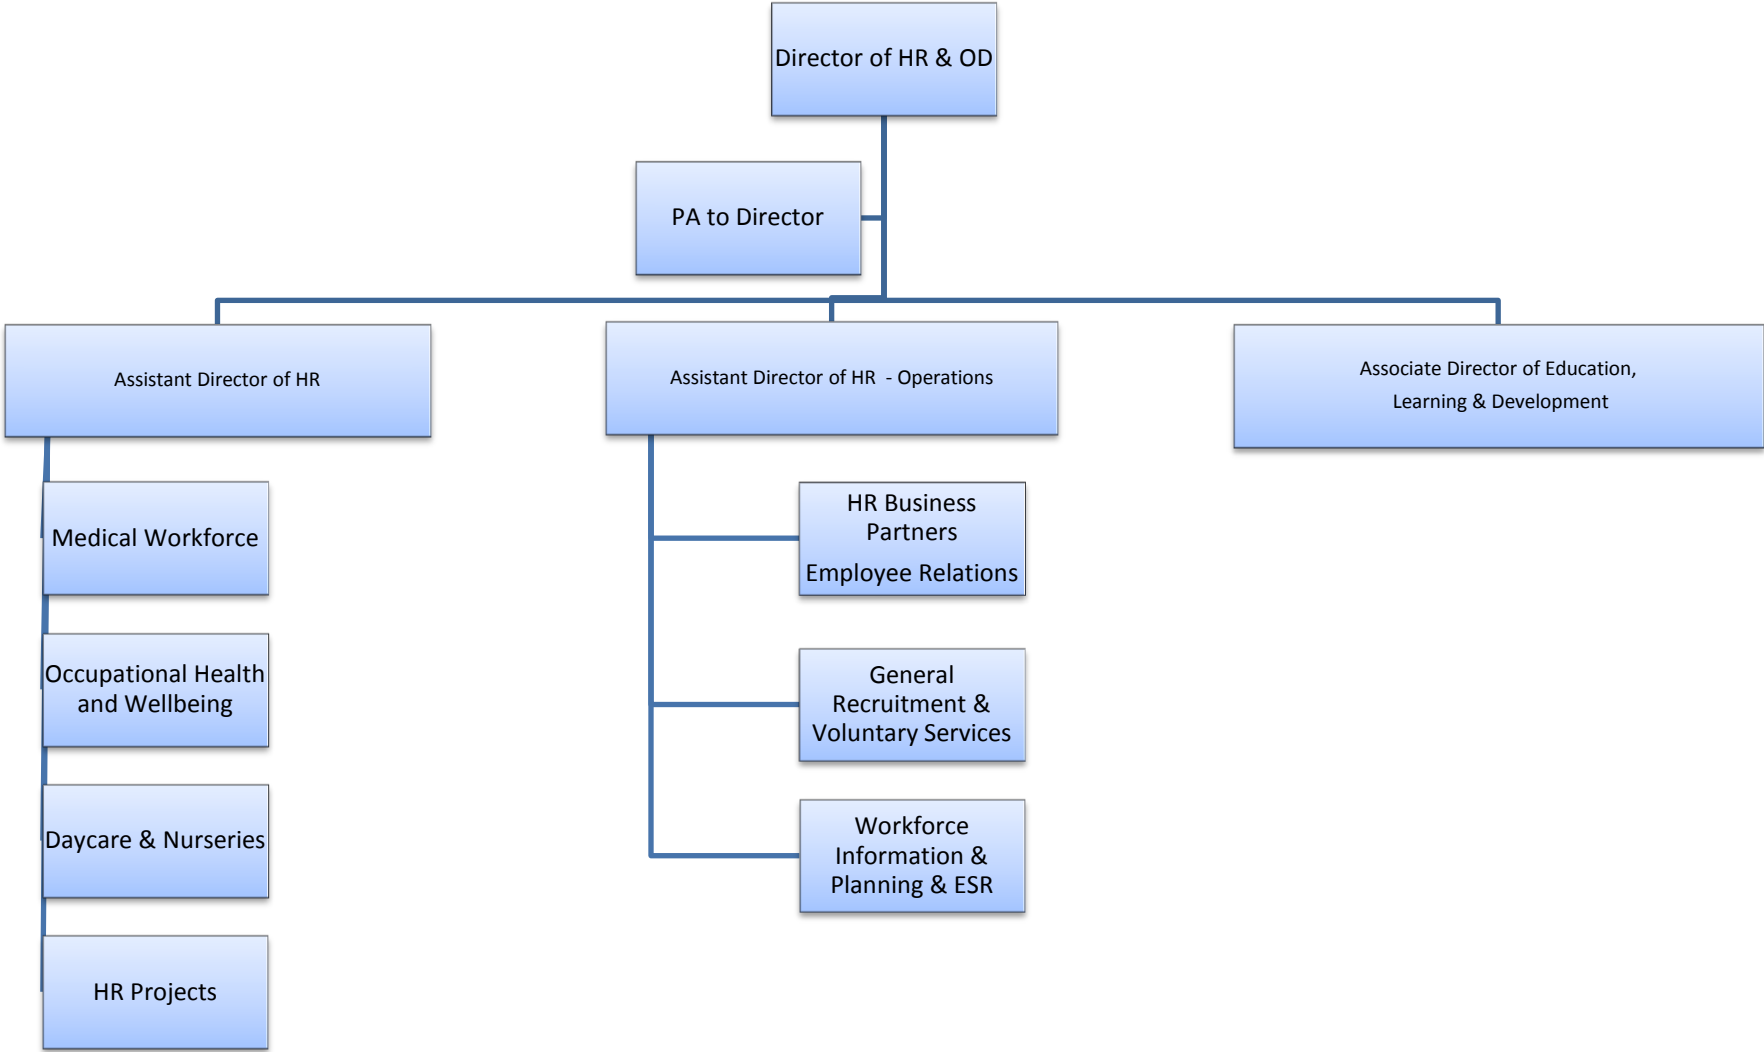 Director of HR & OD
PA to Director
Assistant Director of HR
Assistant Director of HR - Operations
Associate Director of Education,
Learning & Development
Medical Workforce
Occupational Health
and Wellbeing
Daycare & Nurseries
HR Projects
HR Business
Partners
Employee Relations
General
Recruitment &
Voluntary Services
Workforce
Information &
Planning & ESR